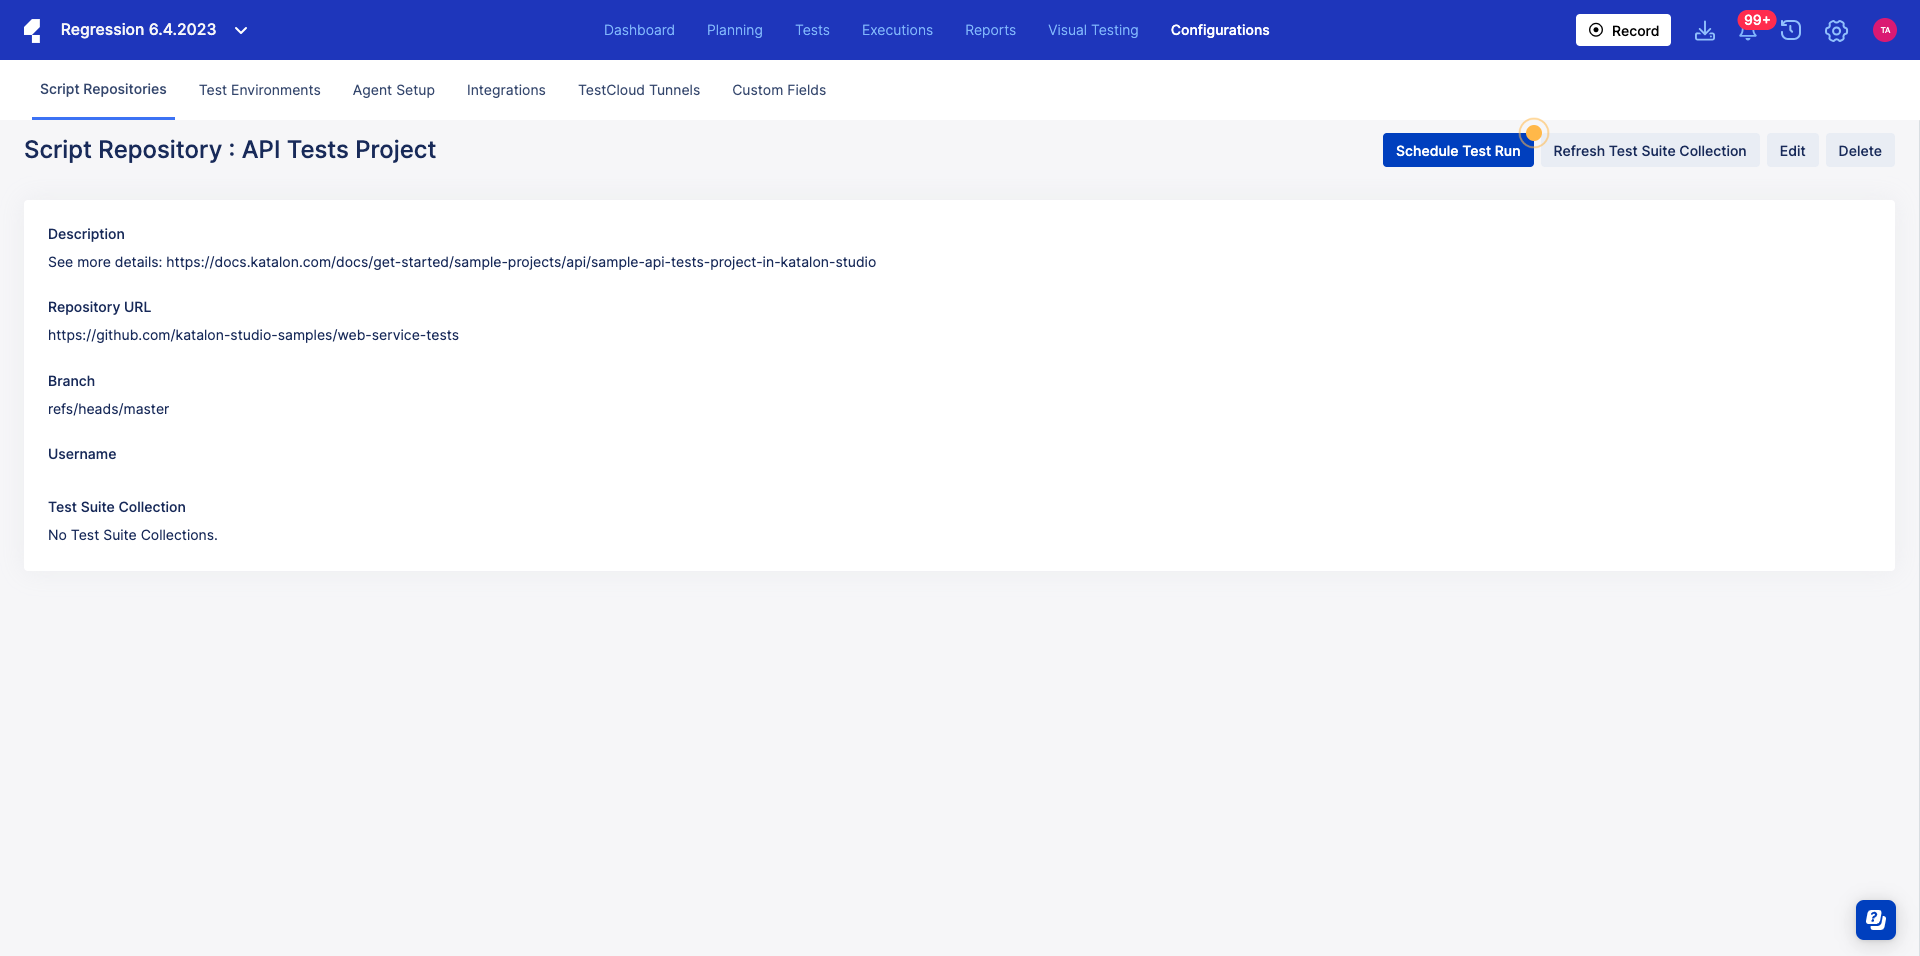 Regression 6.4.2023
Dashboard Planning Tests Executions Reports Visual Testing Configurations
Record
99+
TA
Script Repositories Test Environments Agent Setup Integrations TestCloud Tunnels Custom Fields
Script Repository : API Tests Project
Schedule Test Run Refresh Test Suite Collection Edit Delete
Description
See more details: https://docs.katalon.com/docs/get-started/sample-projects/api/sample-api-tests-project-in-katalon-studio
Repository URL
https://github.com/katalon-studio-samples/web-service-tests
Branch
refs/heads/master
Username
Test Suite Collection
No Test Suite Collections.
?